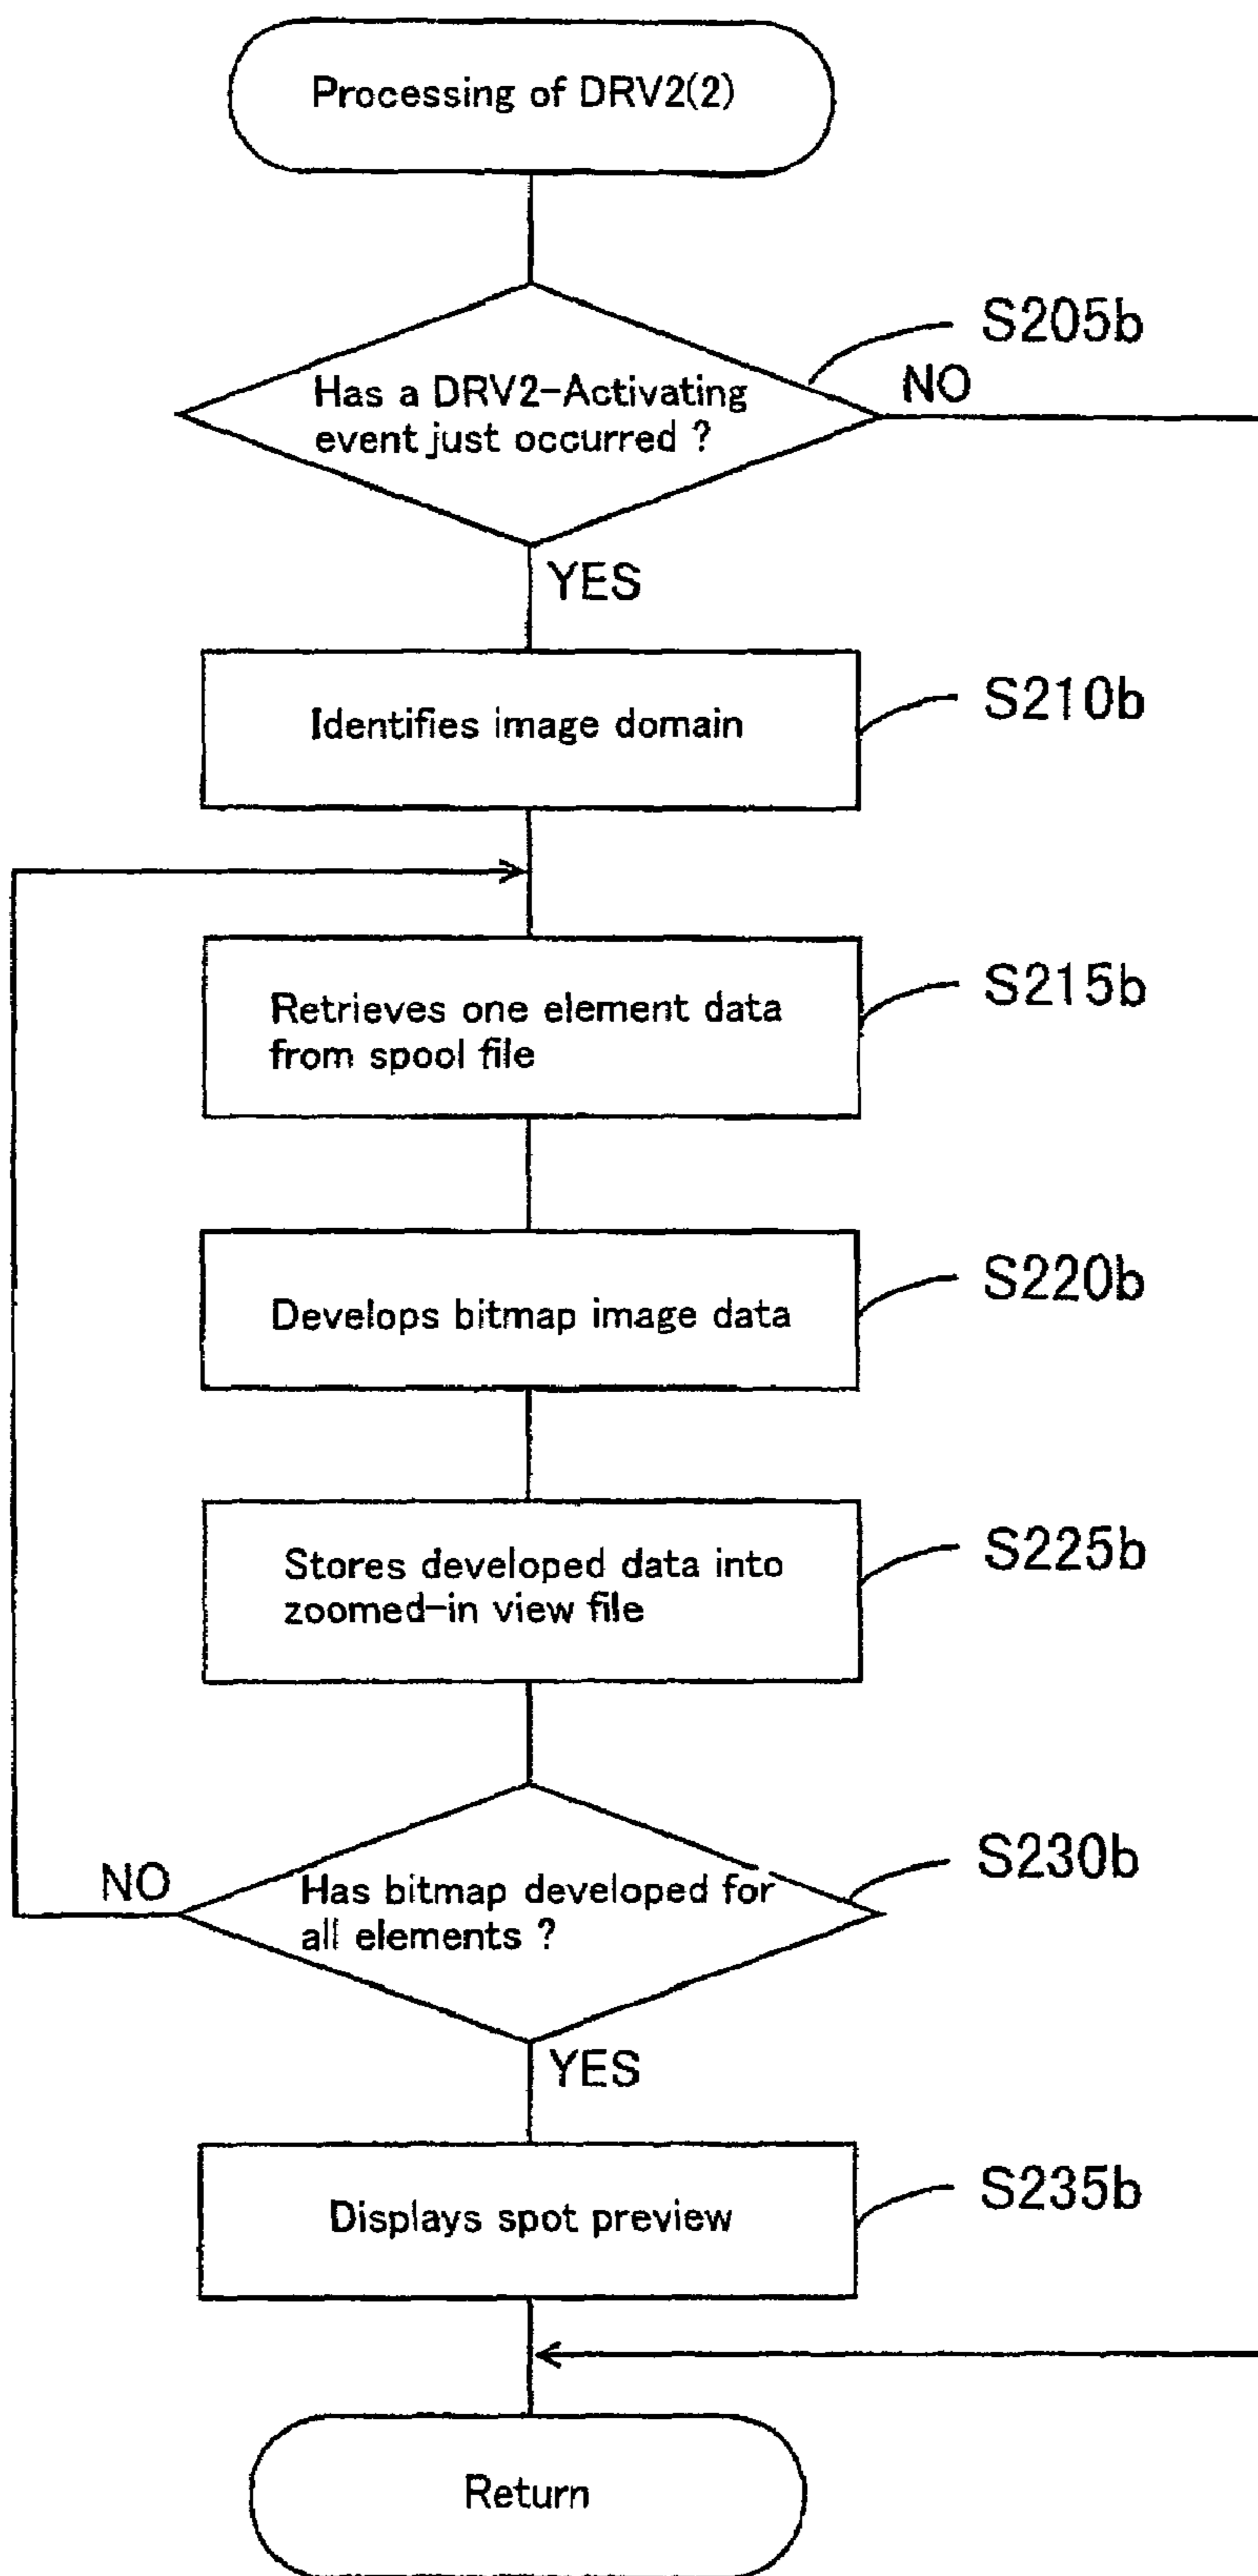 Processing of DRV2(2)
S205b
NO
Has a DRV2-Activating
event just occurred ?
YES
S210b
Identifies image domain
S215b
Retrieves one element data
from spool file
S220b
Develops bitmap image data
S225b
Stores developed data into
zoomed-in view file
S230b
NO
Has bitmap developed for
all elements ?
YES
S235b
Displays spot preview
Return